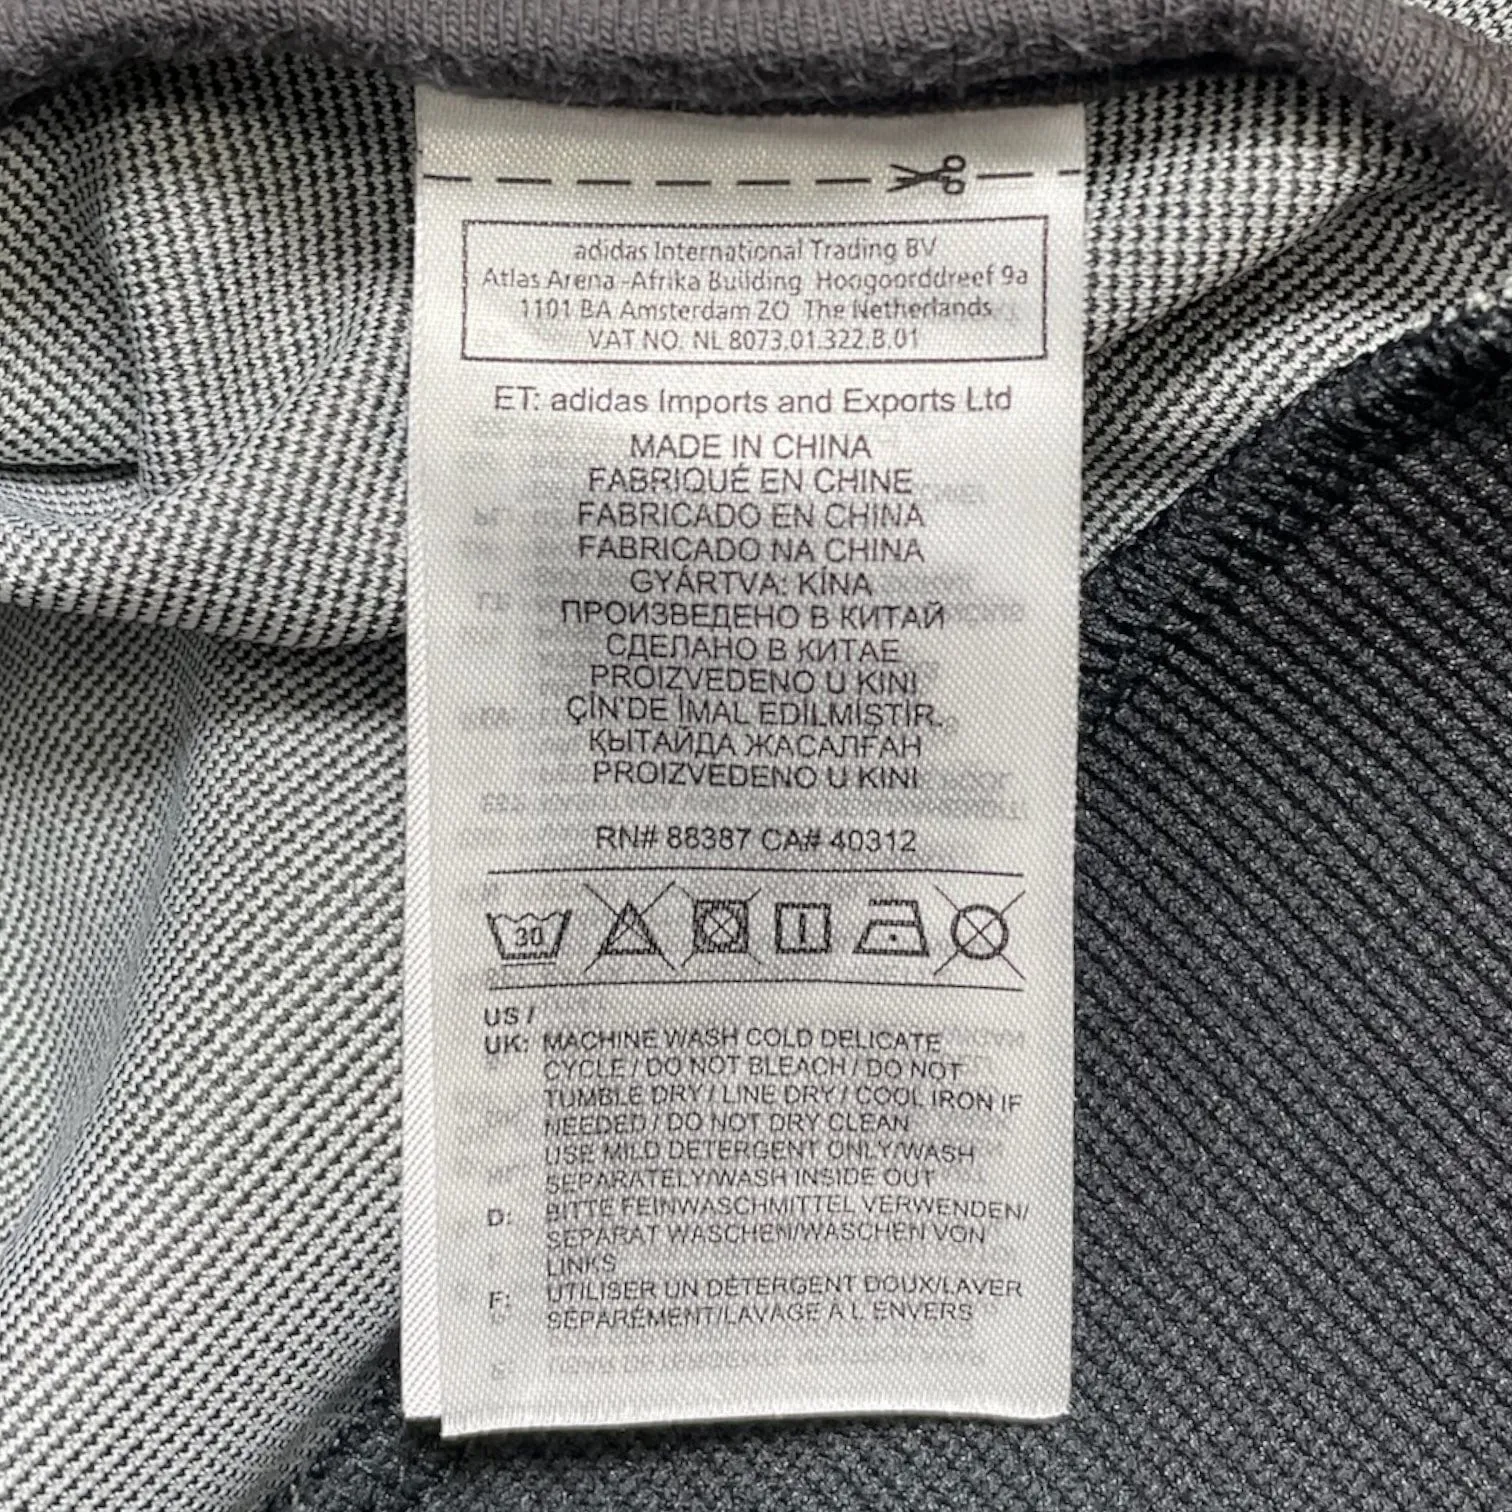 adidas International Trading BV
Atlas Arena-Afrika Building Hoogoorddreef 9a
1101 BA Amsterdam ZO The Netherlands
VAT NO. NL 8073.01.322.B.01
ET: adidas Imports and Exports Ltd
MADE IN CHINA
FABRIQUÉ EN CHINE
FABRICADO EN CHINA
FABRICADO NA CHINA
GYÁRTVA: KÍNA
ПРОИЗВЕДЕНО В КИТАЙ
СДЕЛАНО В КИТАЕ
PROIZVEDENO U KINI
ÇİN'DE İMAL EDİLMİŞTİR.
ҚЫТАЙДА ЖАСАЛҒАН
PROIZVEDENO U KINI
RN# 88387 CA# 40312
30
US /
UK: MACHINE WASH COLD DELICATE
CYCLE / DO NOT BLEACH / DO NOT
TUMBLE DRY / LINE DRY / COOL IRON IF
NEEDED / DO NOT DRY CLEAN
USE MILD DETERGENT ONLY/WASH
SEPARATELY/WASH INSIDE OUT
D: BITTE FEINWASCHMITTEL VERWENDEN/
SEPARAT WASCHEN/WASCHEN VON
LINKS
F: UTILISER UN DÉTERGENT DOUX/LAVER
SÉPARÉMENT/LAVAGE À L'ENVERS